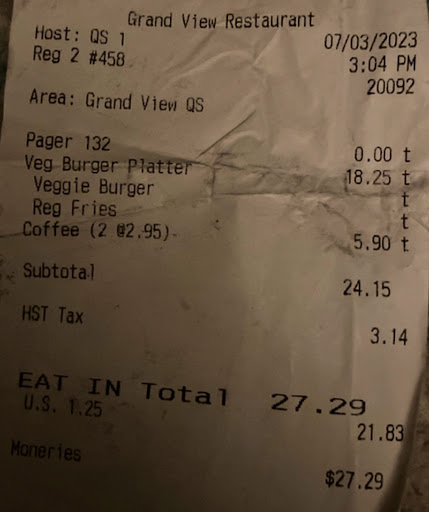 Grand View Restaurant
Host: QS 1 07/03/2023
Reg 2 #458 3:04 PM
20092
Area: Grand View QS
Pager 132 0.00 t
Veg Burger Platter 18.25 t
Veggie Burger t
Reg Fries t
Coffee (2 @2.95) 5.90 t
Subtotal 24.15
HST Tax 3.14
EAT IN Total 27.29
U.S. 1.25 21.83
Moneries $27.29